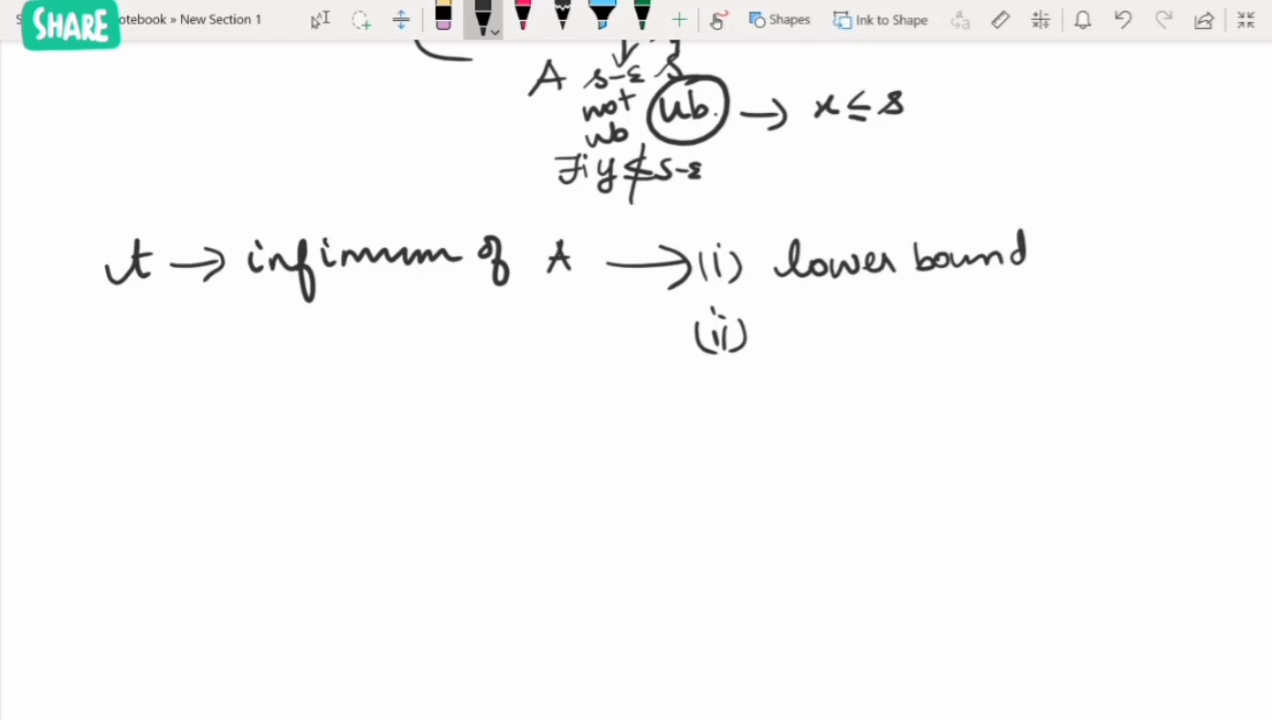 SHARE
otebook » New Section 1
Shapes
Ink to Shape
A s-ε s
not ub. → x ≤ s
ub
y ≰ s-ε
t → infimum of A → (i) lower bound
(ii)